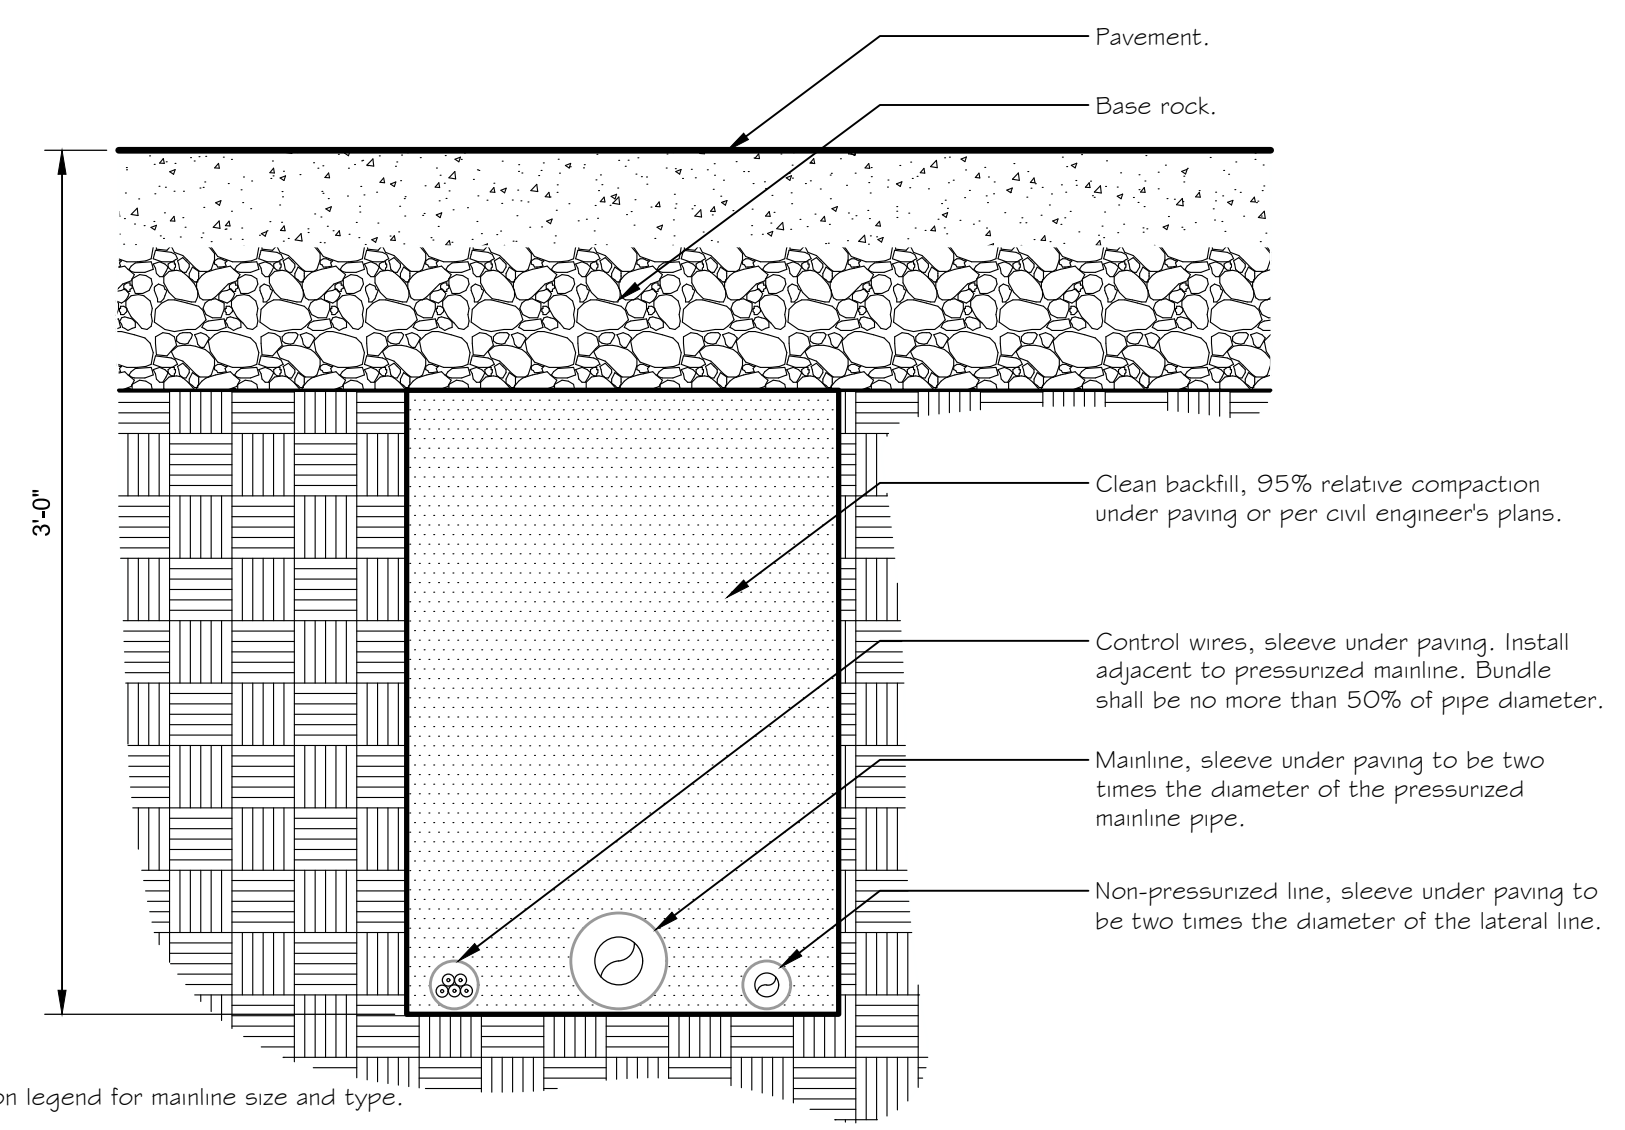 Pavement.
Base rock.
3'-0"
Clean backfill, 95% relative compaction
under paving or per civil engineer's plans.
Control wires, sleeve under paving. Install
adjacent to pressurized mainline. Bundle
shall be no more than 50% of pipe diameter.
Mainline, sleeve under paving to be two
times the diameter of the pressurized
mainline pipe.
Non-pressurized line, sleeve under paving to
be two times the diameter of the lateral line.
legend for mainline size and type.